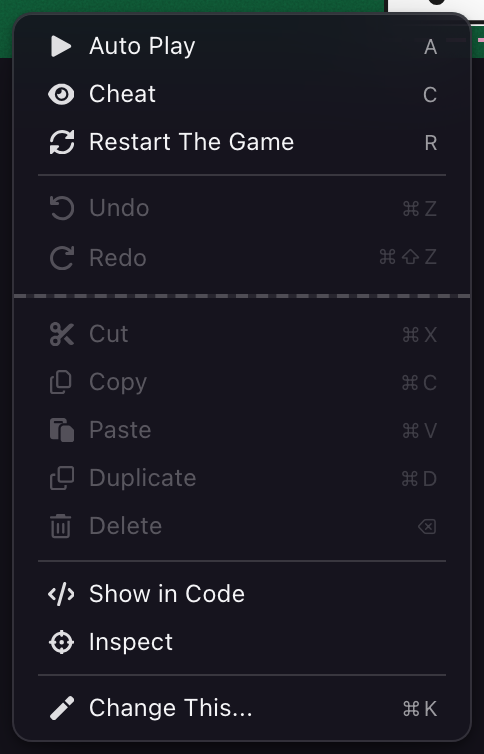 Auto Play A
Cheat C
Restart The Game R
Undo ⌘ Z
Redo ⌘ ⇧ Z
Cut ⌘ X
Copy ⌘ C
Paste ⌘ V
Duplicate ⌘ D
Delete ⌫
Show in Code
Inspect
Change This... ⌘ K